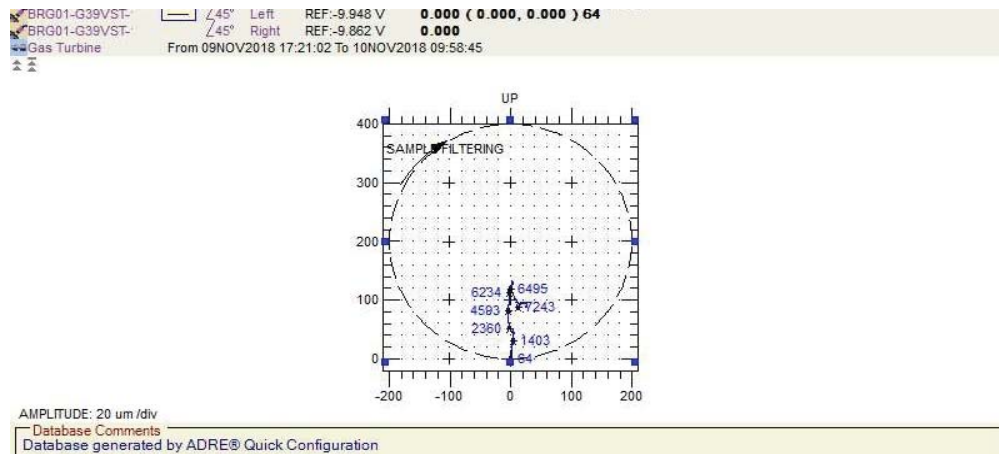 BRG01-G39VST- ∠45° Left REF:-9.948 V 0.000 ( 0.000, 0.000 ) 64
BRG01-G39VST- ∠45° Right REF:-9.862 V 0.000
Gas Turbine From 09NOV2018 17:21:02 To 10NOV2018 09:58:45
UP
400
SAMPLE FILTERING
300
200
6234 6495
100 7243
4593
2360
1403
0 64
-200 -100 0 100 200
AMPLITUDE: 20 um/div
Database Comments
Database generated by ADRE® Quick Configuration